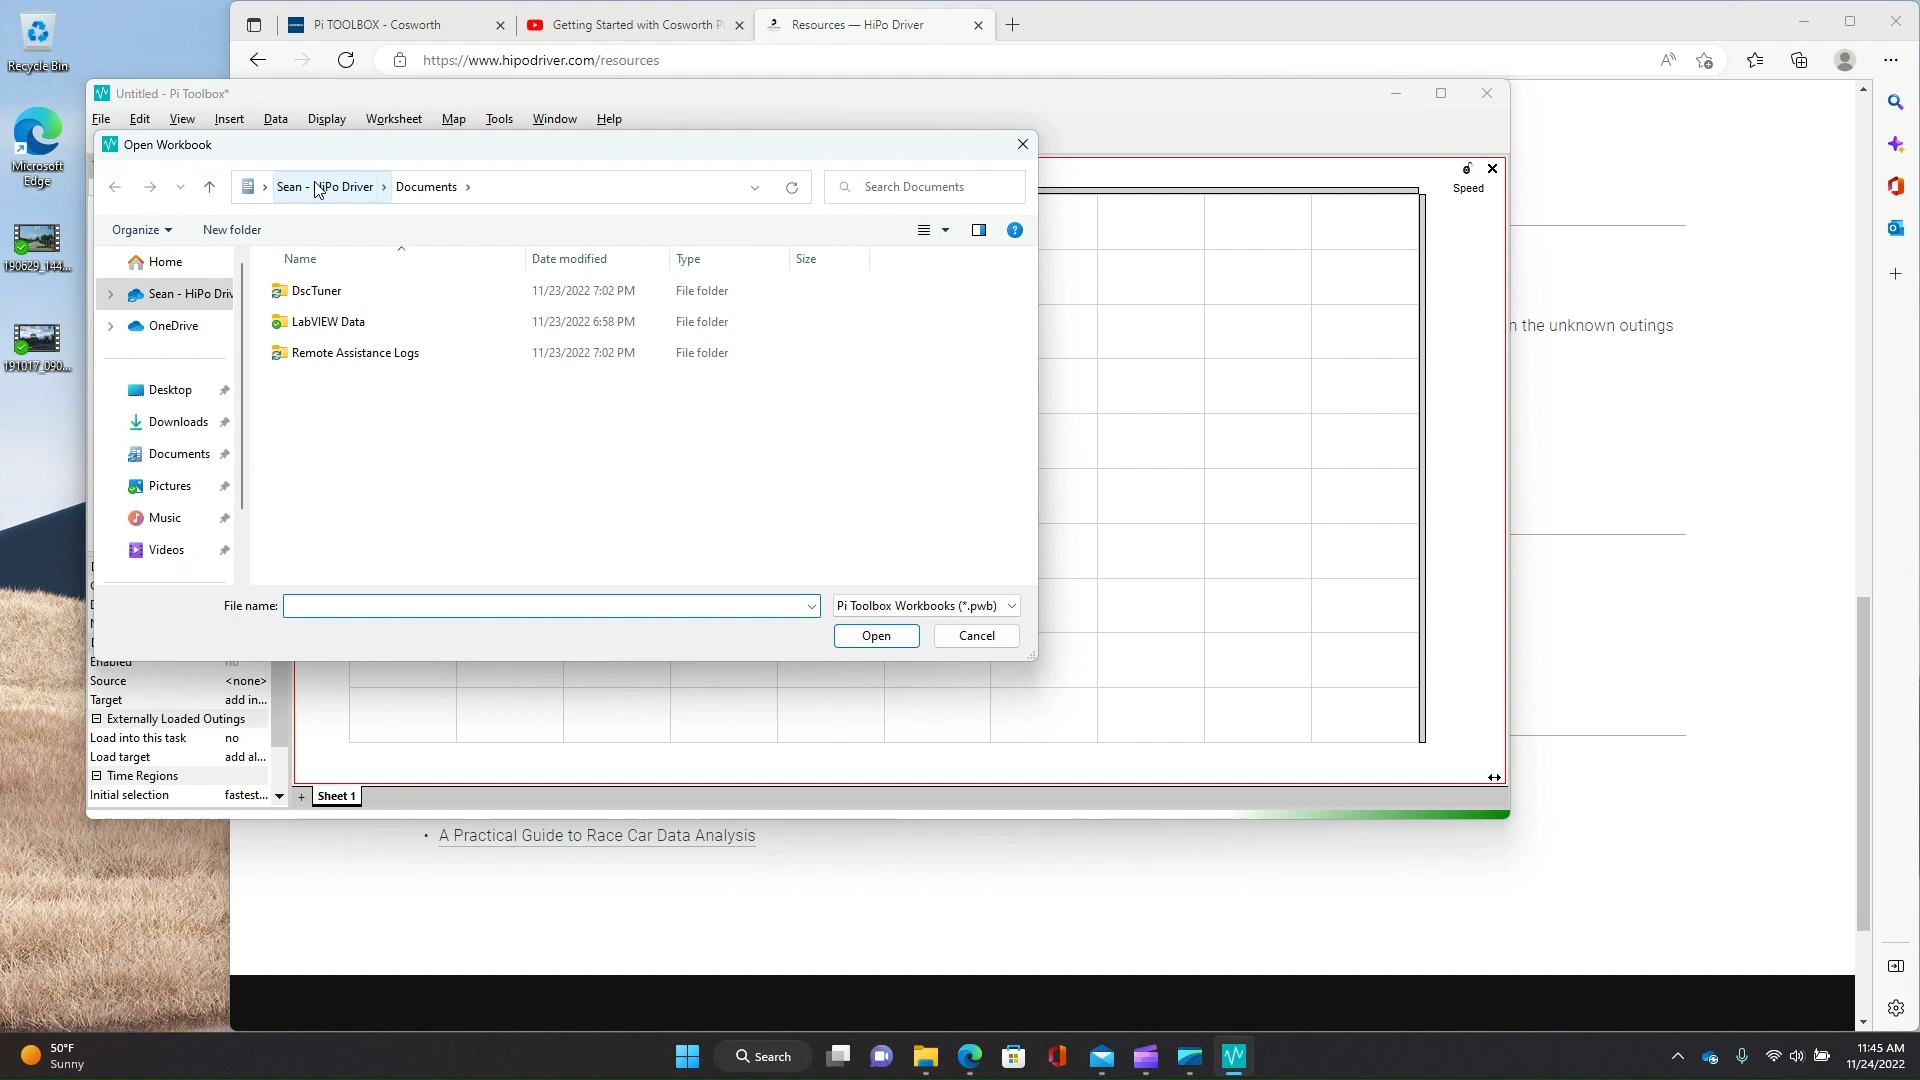 Recycle Bin
Microsoft
Edge
190629_144...
191017_090...
Pi TOOLBOX - Cosworth
Getting Started with Cosworth Pi
Resources — HiPo Driver
https://www.hipodriver.com/resources
Untitled - Pi Toolbox*
File Edit View Insert Data Display Worksheet Map Tools Window Help
Open Workbook
Sean - HiPo Driver > Documents >
Search Documents
Speed
Organize New folder
Name Date modified Type Size
DscTuner 11/23/2022 7:02 PM File folder
LabVIEW Data 11/23/2022 6:58 PM File folder
Remote Assistance Logs 11/23/2022 7:02 PM File folder
Home
Sean - HiPo Driv
OneDrive
Desktop
Downloads
Documents
Pictures
Music
Videos
n the unknown outings
File name:
Pi Toolbox Workbooks (*.pwb)
Open Cancel
Enabled no
Source <none>
Target add in...
Externally Loaded Outings
Load into this task no
Load target add al...
Time Regions
Initial selection fastest...
+ Sheet 1
• A Practical Guide to Race Car Data Analysis
50°F
Sunny
Search
11:45 AM
11/24/2022